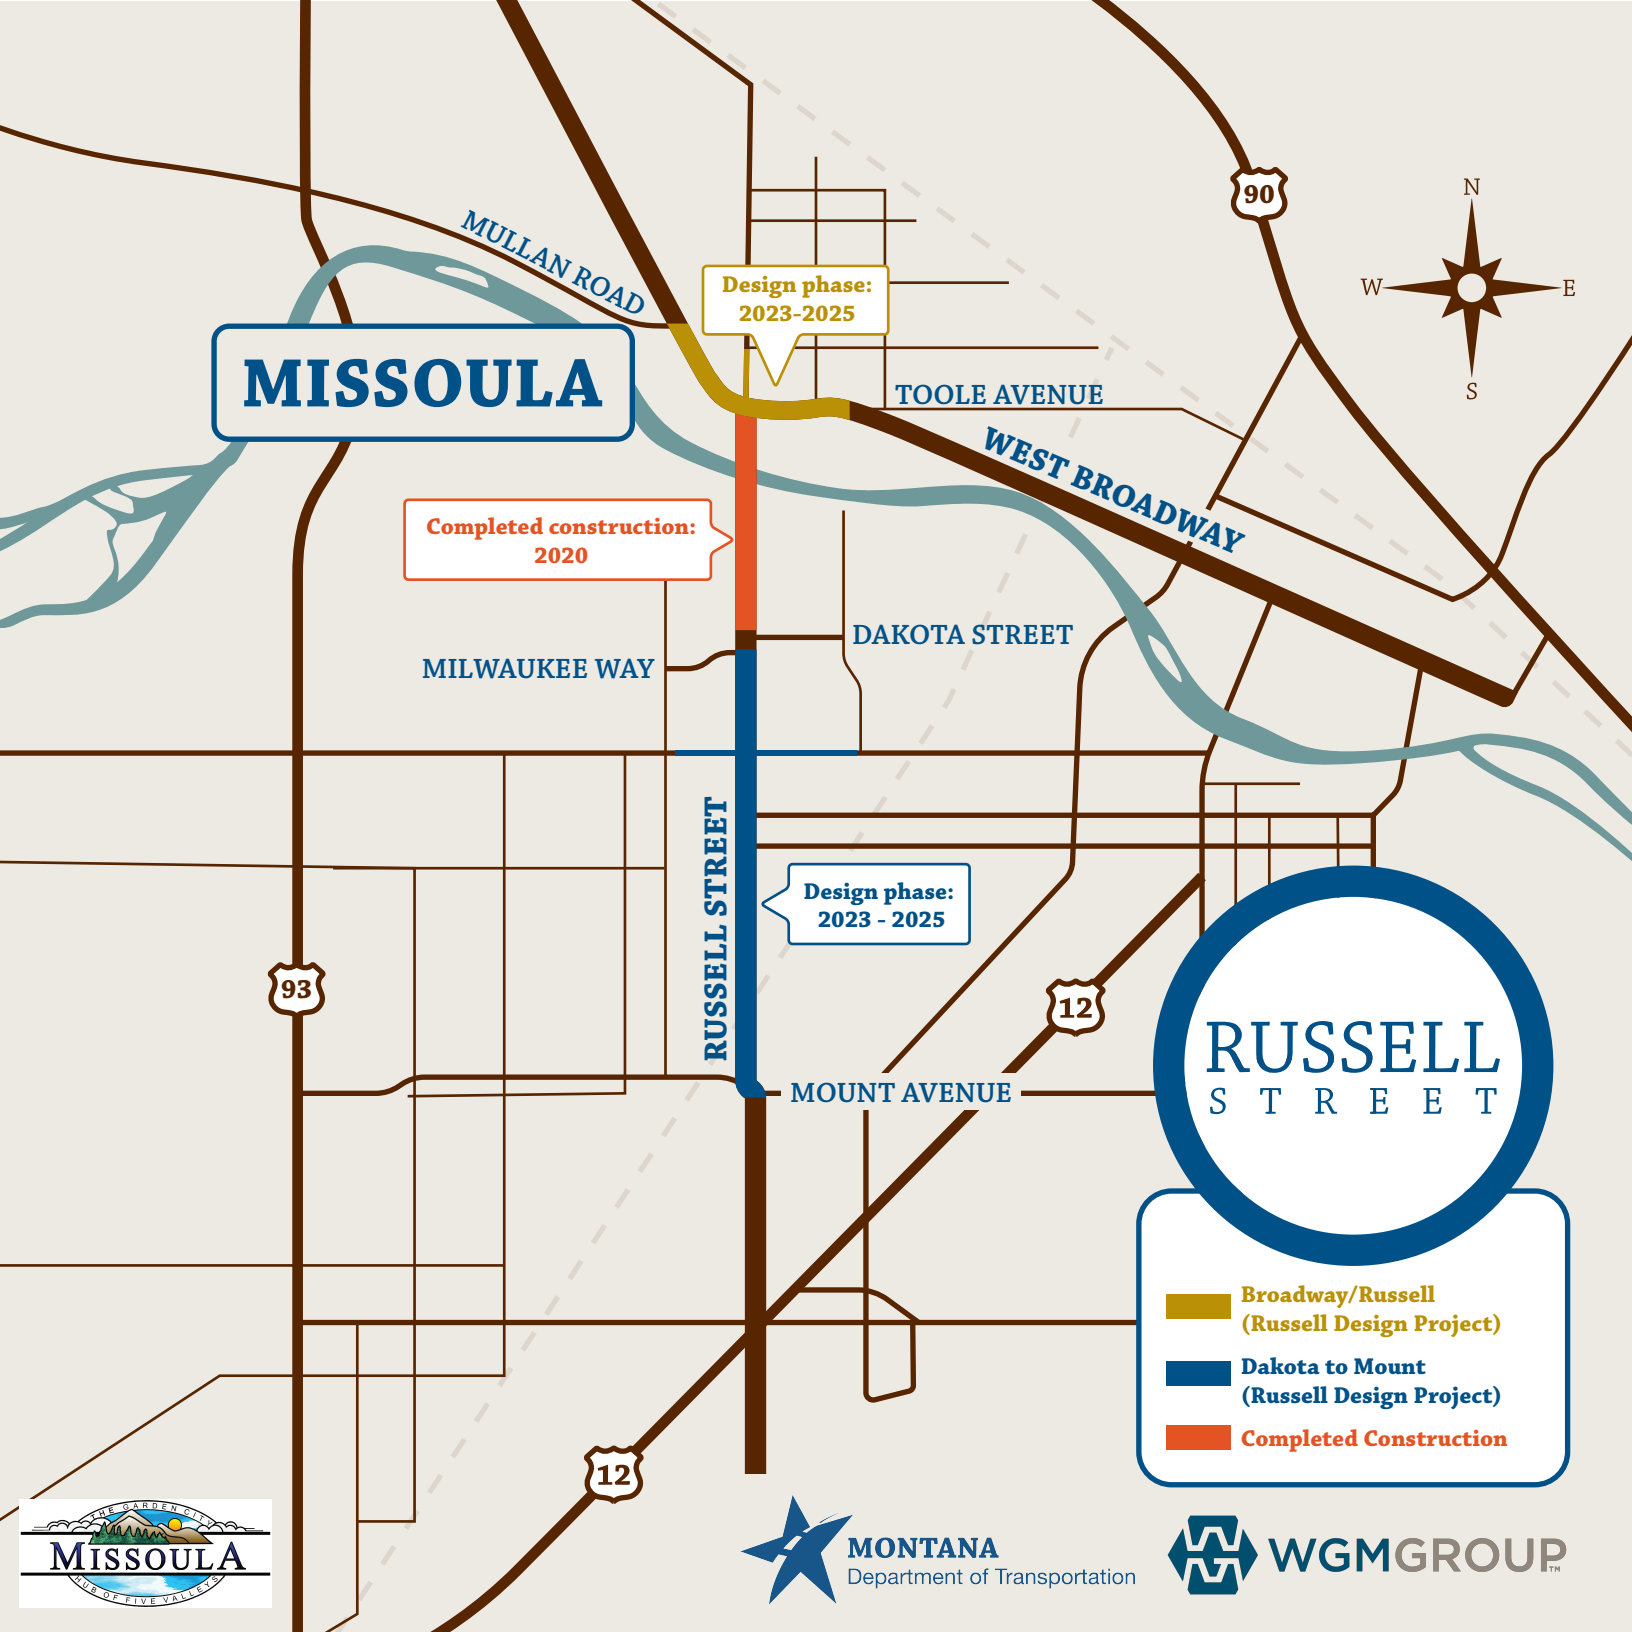 90
N
W
E
S
MULLAN ROAD
Design phase:
2023-2025
MISSOULA
TOOLE AVENUE
WEST BROADWAY
Completed construction:
2020
DAKOTA STREET
MILWAUKEE WAY
RUSSELL STREET
Design phase:
2023 - 2025
93
12
RUSSELL
STREET
MOUNT AVENUE
Broadway/Russell
(Russell Design Project)
Dakota to Mount
(Russell Design Project)
Completed Construction
12
THE GARDEN CITY
MISSOULA
HUB OF FIVE VALLEYS
MONTANA
Department of Transportation
WGMGROUP™